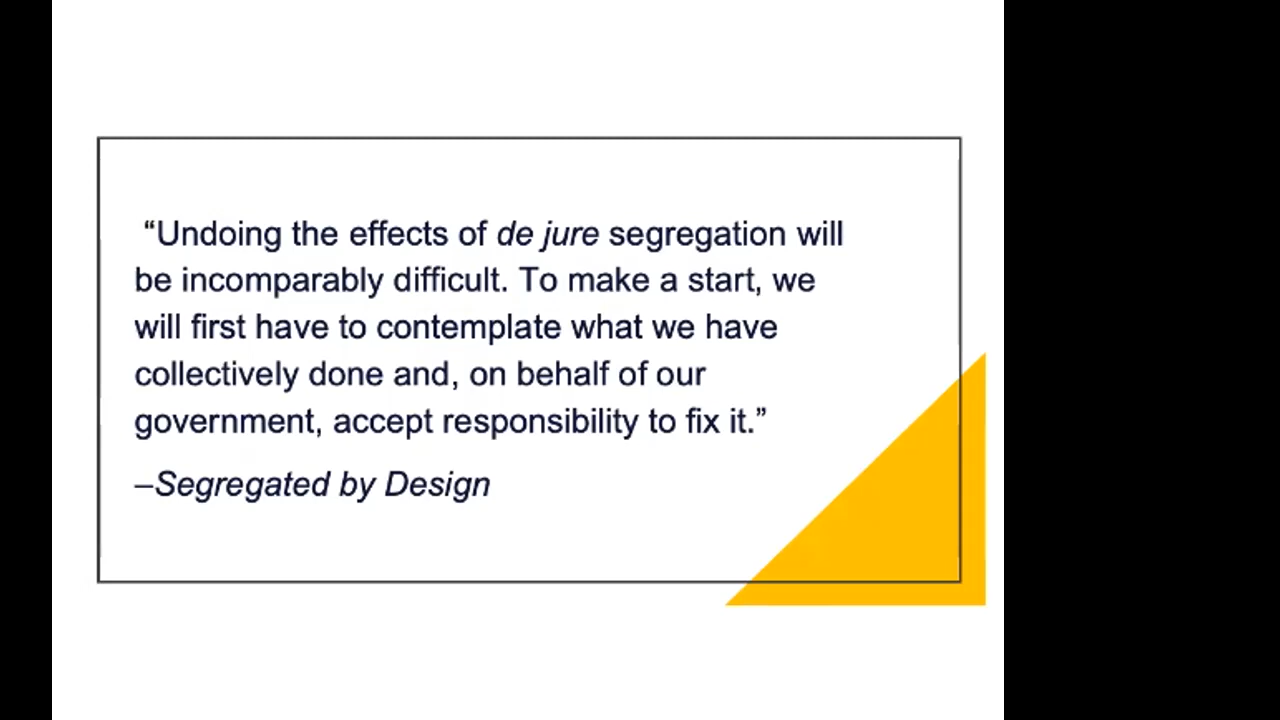 “Undoing the effects of de jure segregation will
be incomparably difficult. To make a start, we
will first have to contemplate what we have
collectively done and, on behalf of our
government, accept responsibility to fix it.”
–Segregated by Design